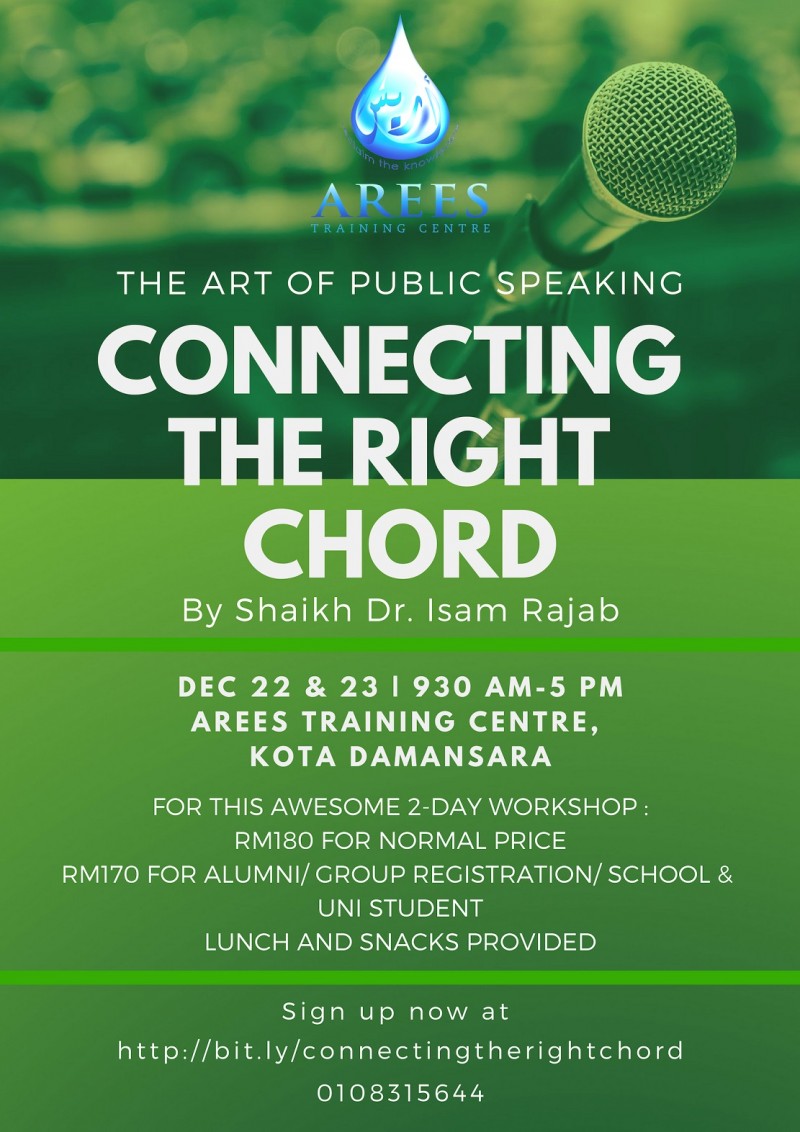 أريس
AREES
TRAINING CENTRE
THE ART OF PUBLIC SPEAKING
CONNECTING
THE RIGHT
CHORD
By Shaikh Dr. Isam Rajab
DEC 22 & 23 | 930 AM-5 PM
AREES TRAINING CENTRE,
KOTA DAMANSARA
FOR THIS AWESOME 2-DAY WORKSHOP :
RM180 FOR NORMAL PRICE
RM170 FOR ALUMNI/ GROUP REGISTRATION/ SCHOOL &
UNI STUDENT
LUNCH AND SNACKS PROVIDED
Sign up now at
http://bit.ly/connectingtherightchord
0108315644